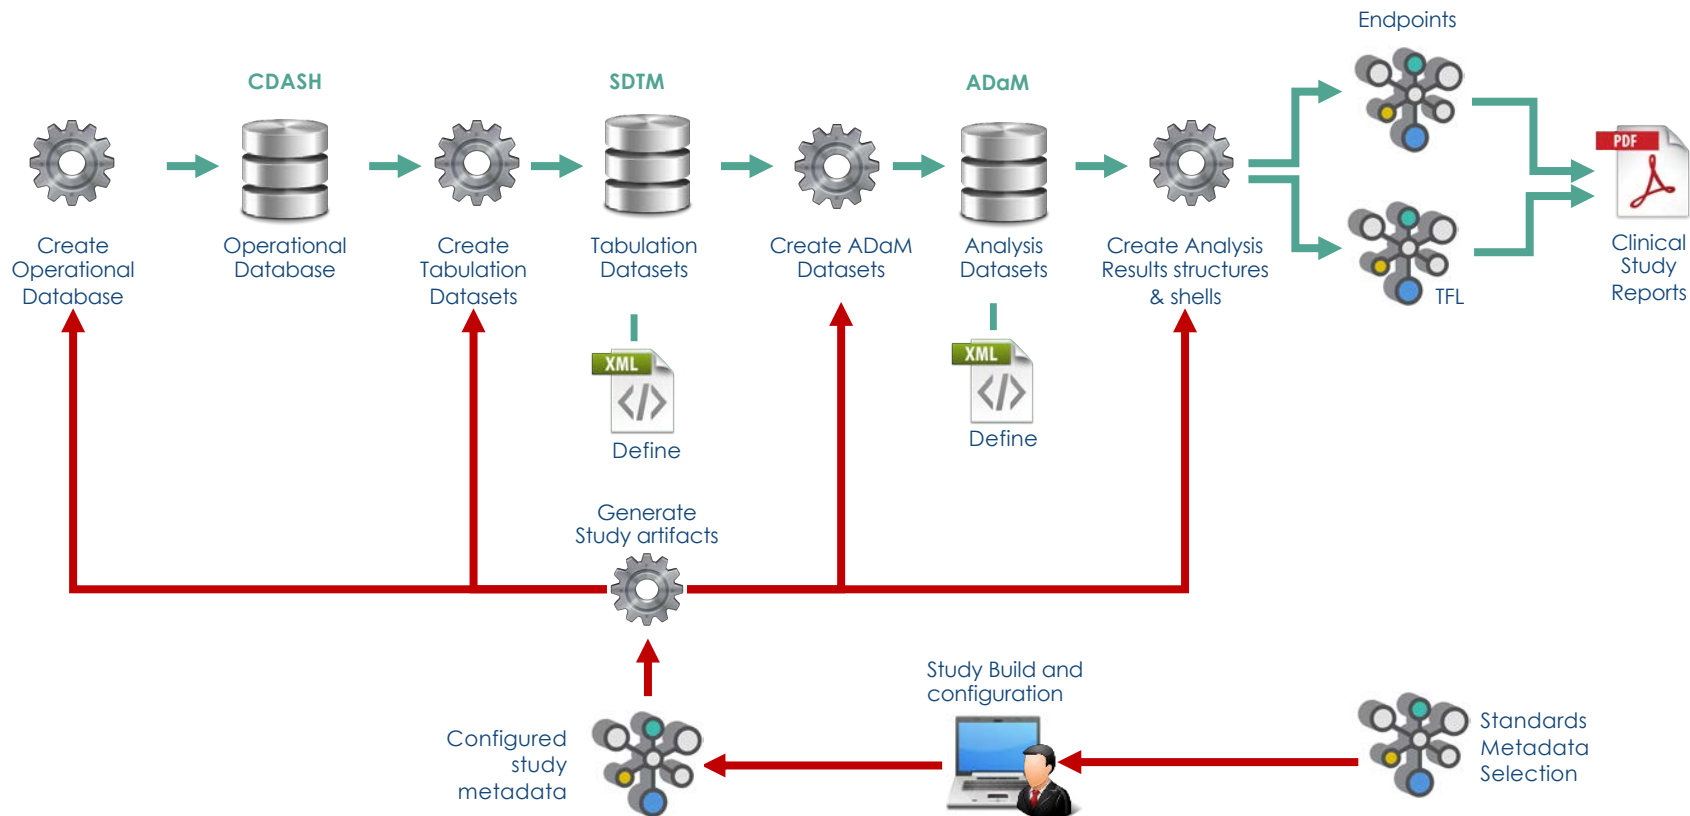 Endpoints
CDASH
SDTM
ADaM
PDF
Create
Operational
Database
Operational
Database
Create
Tabulation
Datasets
Tabulation
Datasets
Create ADaM
Datasets
Analysis
Datasets
Create Analysis
Results structures
& shells
TFL
Clinical
Study
Reports
XML
</>
Define
XML
</>
Define
Generate
Study artifacts
Study Build and
configuration
Configured
study
metadata
Standards
Metadata
Selection